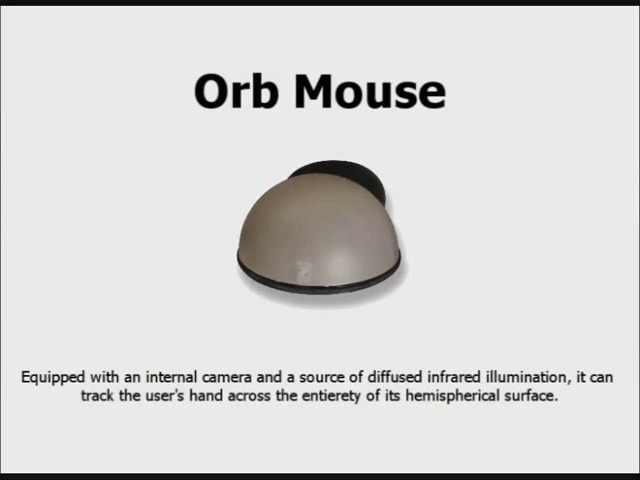 Orb Mouse
Equipped with an internal camera and a source of diffused infrared illumination, it can
track the user's hand across the entierety of its hemispherical surface.